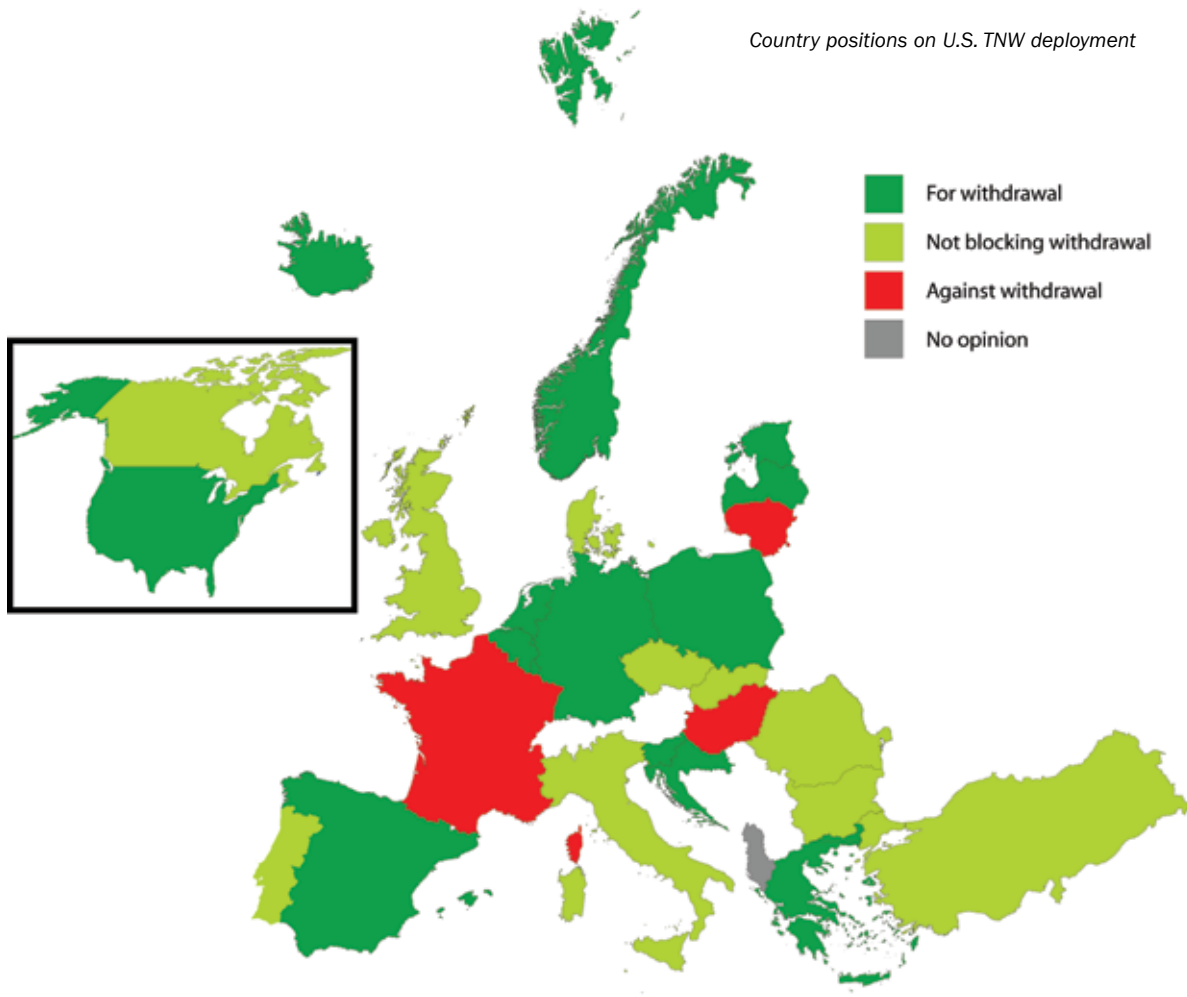 Country positions on U.S. TNW deployment
For withdrawal
Not blocking withdrawal
Against withdrawal
No opinion